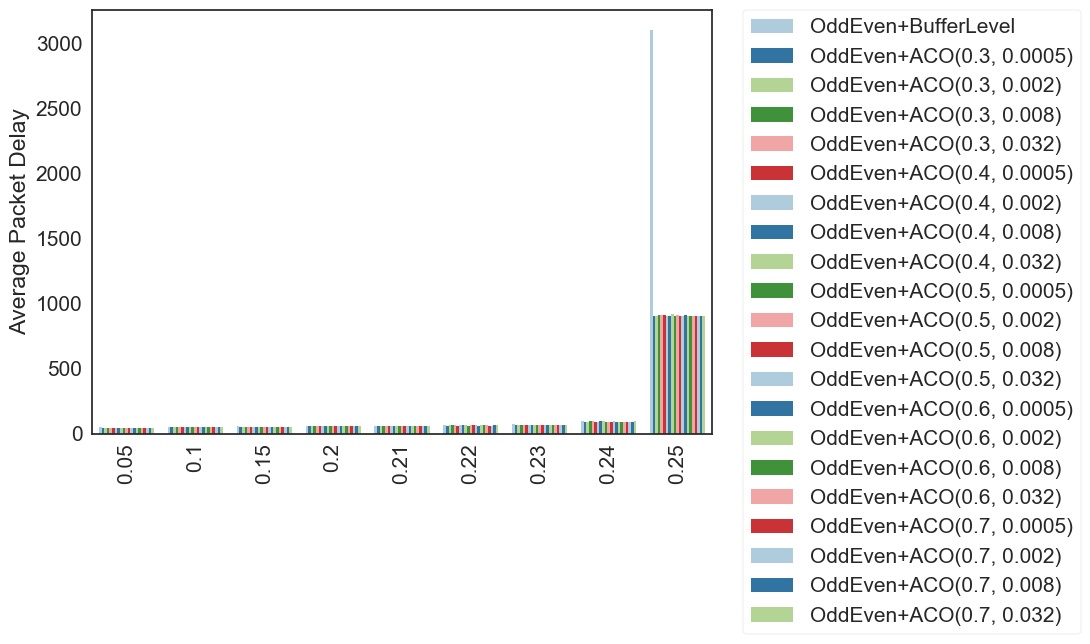 Average Packet Delay
3000
2500
2000
1500
1000
500
0
0.05
0.1
0.15
0.2
0.21
0.22
0.23
0.24
0.25
OddEven+BufferLevel
OddEven+ACO(0.3, 0.0005)
OddEven+ACO(0.3, 0.002)
OddEven+ACO(0.3, 0.008)
OddEven+ACO(0.3, 0.032)
OddEven+ACO(0.4, 0.0005)
OddEven+ACO(0.4, 0.002)
OddEven+ACO(0.4, 0.008)
OddEven+ACO(0.4, 0.032)
OddEven+ACO(0.5, 0.0005)
OddEven+ACO(0.5, 0.002)
OddEven+ACO(0.5, 0.008)
OddEven+ACO(0.5, 0.032)
OddEven+ACO(0.6, 0.0005)
OddEven+ACO(0.6, 0.002)
OddEven+ACO(0.6, 0.008)
OddEven+ACO(0.6, 0.032)
OddEven+ACO(0.7, 0.0005)
OddEven+ACO(0.7, 0.002)
OddEven+ACO(0.7, 0.008)
OddEven+ACO(0.7, 0.032)